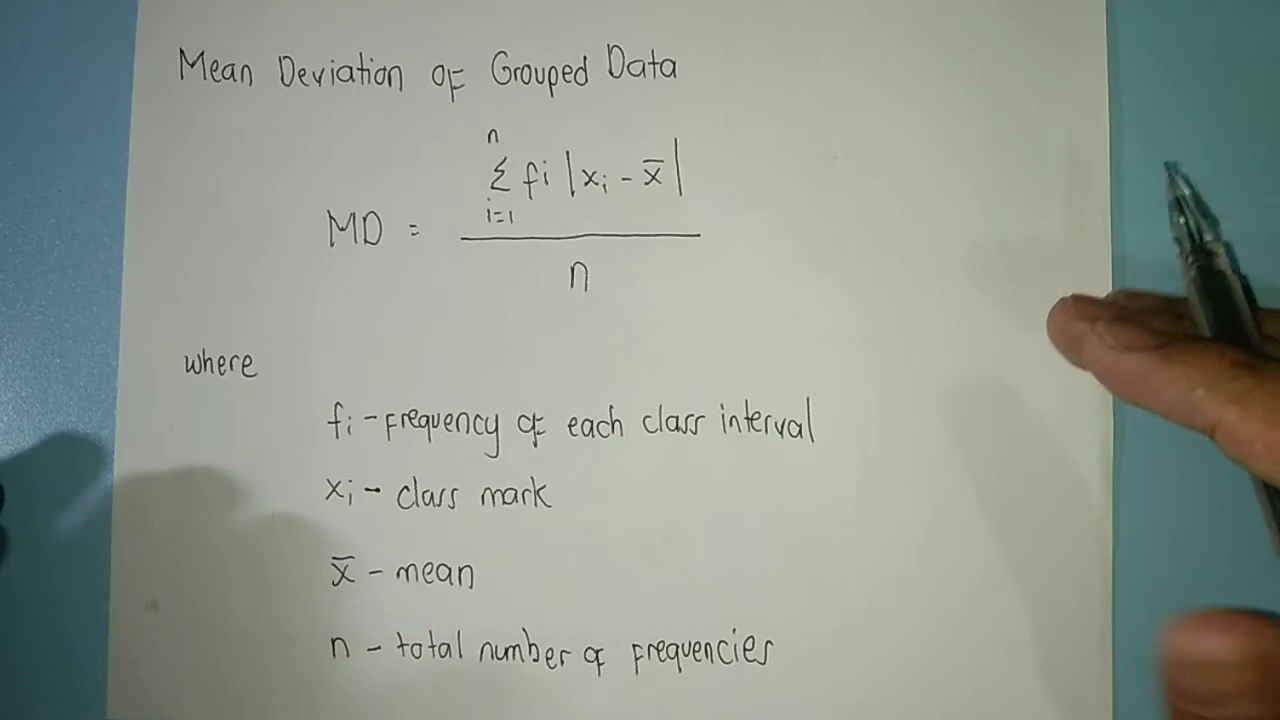 Mean Deviation of Grouped Data
n
Σ fi |xi - x̄|
i=1
MD =
n
where
fi - frequency of each class interval
xi - class mark
x̄ - mean
n - total number of frequencies